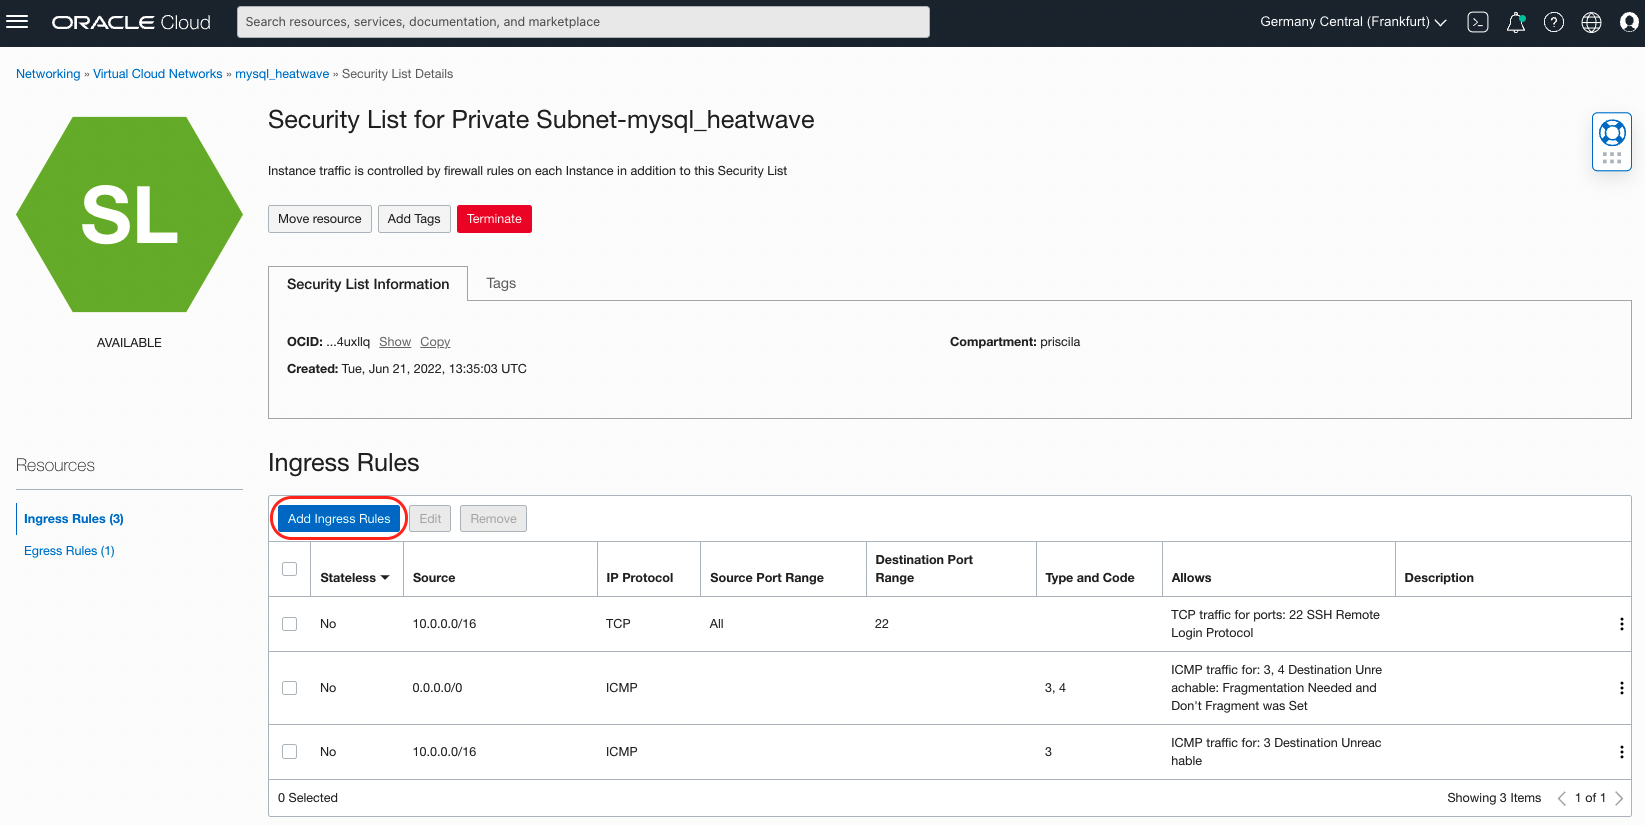 ORACLE Cloud
Search resources, services, documentation, and marketplace
Germany Central (Frankfurt)
Networking » Virtual Cloud Networks » mysql_heatwave » Security List Details
SL
AVAILABLE
Security List for Private Subnet-mysql_heatwave
Instance traffic is controlled by firewall rules on each Instance in addition to this Security List
Move resource Add Tags Terminate
Security List Information Tags
OCID: ...4uxllq Show Copy
Compartment: priscila
Created: Tue, Jun 21, 2022, 13:35:03 UTC
Resources
Ingress Rules (3)
Egress Rules (1)
Ingress Rules
Add Ingress Rules Edit Remove
Stateless Source IP Protocol Source Port Range Destination Port Range Type and Code Allows Description
No 10.0.0.0/16 TCP All 22 TCP traffic for ports: 22 SSH Remote
Login Protocol
No 0.0.0.0/0 ICMP 3, 4 ICMP traffic for: 3, 4 Destination Unre
achable: Fragmentation Needed and
Don't Fragment was Set
No 10.0.0.0/16 ICMP 3 ICMP traffic for: 3 Destination Unreac
hable
0 Selected Showing 3 Items 1 of 1